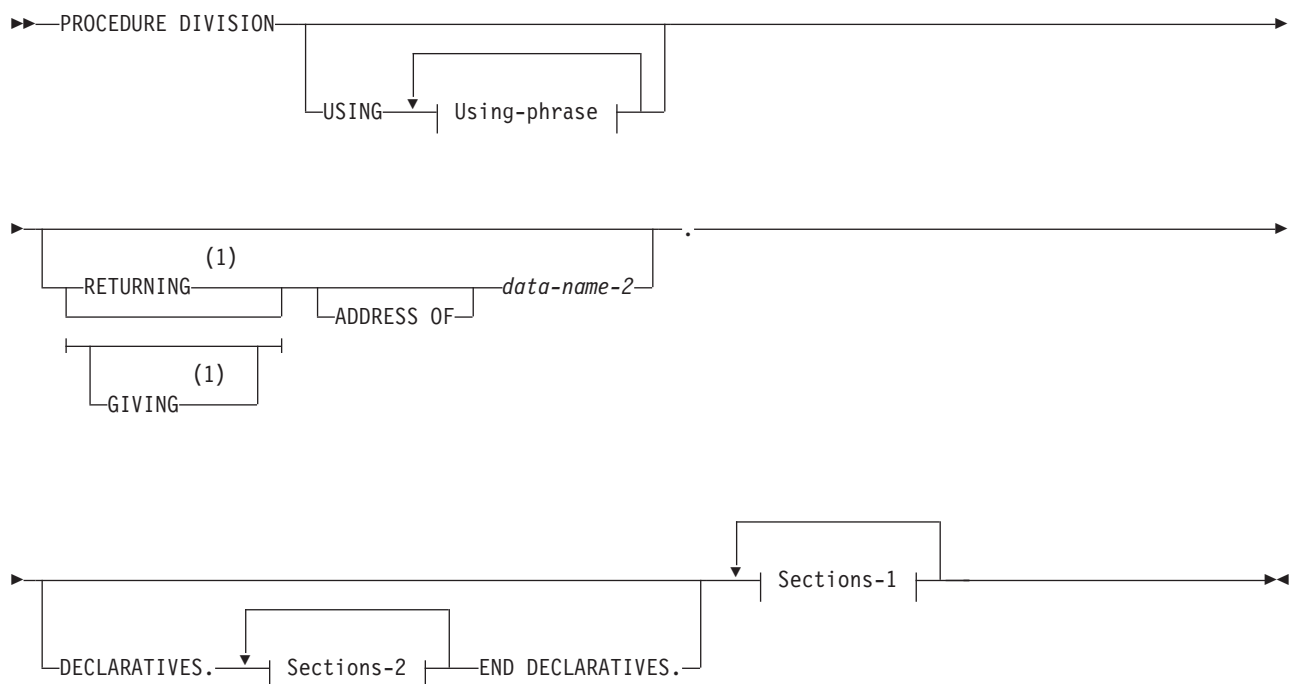 PROCEDURE DIVISION
USING Using-phrase
.
(1)
RETURNING data-name-2
ADDRESS OF
(1)
GIVING
Sections-1
DECLARATIVES. Sections-2 END DECLARATIVES.